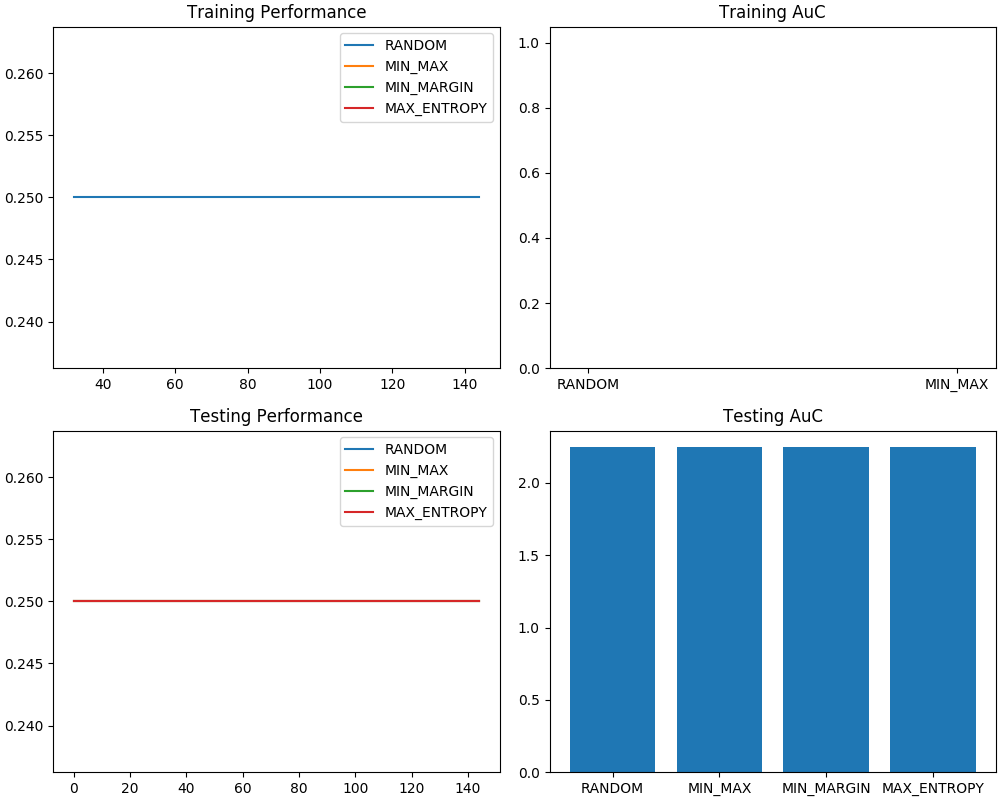 Training Performance
0.260
0.255
0.250
0.245
0.240
RANDOM
MIN_MAX
MIN_MARGIN
MAX_ENTROPY
40 60 80 100 120 140
Training AuC
1.0
0.8
0.6
0.4
0.2
0.0
RANDOM MIN_MAX
Testing Performance
0.260
0.255
0.250
0.245
0.240
RANDOM
MIN_MAX
MIN_MARGIN
MAX_ENTROPY
0 20 40 60 80 100 120 140
Testing AuC
2.0
1.5
1.0
0.5
0.0
RANDOM MIN_MAX MIN_MARGIN MAX_ENTROPY